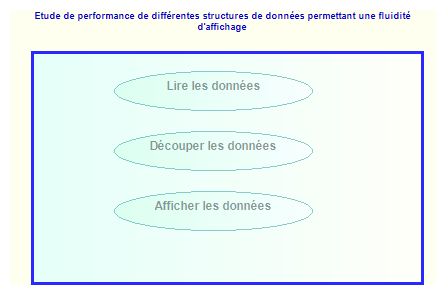 Etude de performance de différentes structures de données permettant une fluidité
d'affichage
Lire les données
Découper les données
Afficher les données